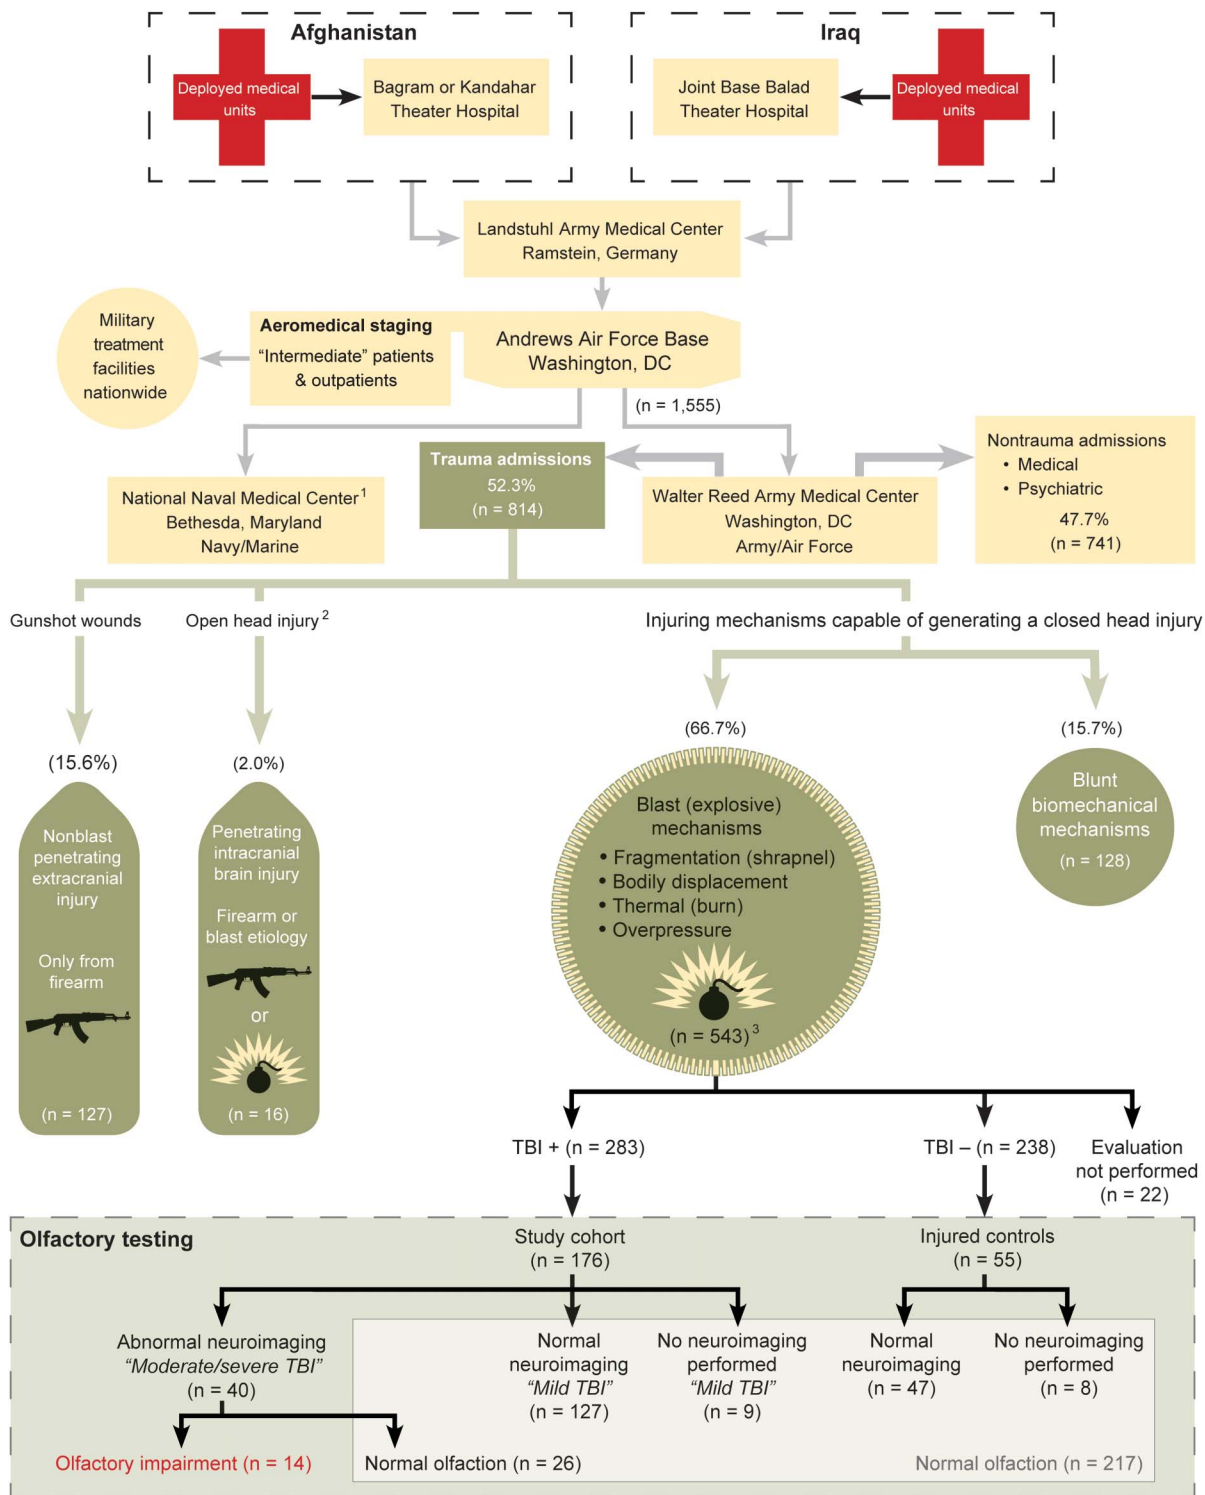 Afghanistan
Deployed medical
units
Bagram or Kandahar
Theater Hospital
Iraq
Joint Base Balad
Theater Hospital
Deployed medical
units
Landstuhl Army Medical Center
Ramstein, Germany
Military
treatment
facilities
nationwide
Aeromedical staging
“Intermediate” patients
& outpatients
Andrews Air Force Base
Washington, DC
(n = 1,555)
National Naval Medical Center1
Bethesda, Maryland
Navy/Marine
Trauma admissions
52.3%
(n = 814)
Walter Reed Army Medical Center
Washington, DC
Army/Air Force
Nontrauma admissions
• Medical
• Psychiatric
47.7%
(n = 741)
Gunshot wounds
Open head injury2
Injuring mechanisms capable of generating a closed head injury
(15.6%)
Nonblast
penetrating
extracranial
injury
Only from
firearm
(n = 127)
(2.0%)
Penetrating
intracranial
brain injury
Firearm or
blast etiology
or
(n = 16)
(66.7%)
Blast (explosive)
mechanisms
• Fragmentation (shrapnel)
• Bodily displacement
• Thermal (burn)
• Overpressure
(n = 543)3
(15.7%)
Blunt
biomechanical
mechanisms
(n = 128)
TBI + (n = 283)
TBI – (n = 238)
Evaluation
not performed
(n = 22)
Olfactory testing
Study cohort
(n = 176)
Injured controls
(n = 55)
Abnormal neuroimaging
“Moderate/severe TBI”
(n = 40)
Normal
neuroimaging
“Mild TBI”
(n = 127)
No neuroimaging
performed
“Mild TBI”
(n = 9)
Normal
neuroimaging
(n = 47)
No neuroimaging
performed
(n = 8)
Olfactory impairment (n = 14)
Normal olfaction (n = 26)
Normal olfaction (n = 217)